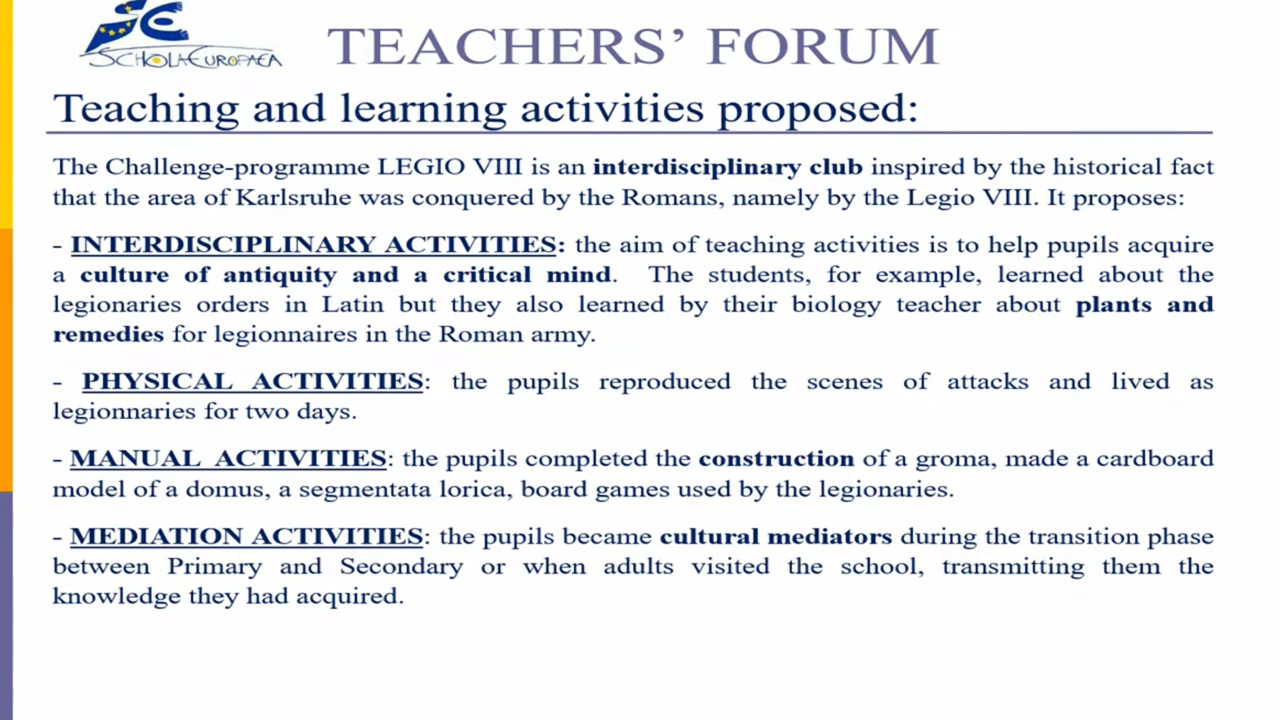 SCHOLA EUROPAEA
TEACHERS' FORUM
Teaching and learning activities proposed:
The Challenge-programme LEGIO VIII is an interdisciplinary club inspired by the historical fact
that the area of Karlsruhe was conquered by the Romans, namely by the Legio VIII. It proposes:
- INTERDISCIPLINARY ACTIVITIES: the aim of teaching activities is to help pupils acquire
a culture of antiquity and a critical mind. The students, for example, learned about the
legionaries orders in Latin but they also learned by their biology teacher about plants and
remedies for legionnaires in the Roman army.
- PHYSICAL ACTIVITIES: the pupils reproduced the scenes of attacks and lived as
legionnaries for two days.
- MANUAL ACTIVITIES: the pupils completed the construction of a groma, made a cardboard
model of a domus, a segmentata lorica, board games used by the legionaries.
- MEDIATION ACTIVITIES: the pupils became cultural mediators during the transition phase
between Primary and Secondary or when adults visited the school, transmitting them the
knowledge they had acquired.